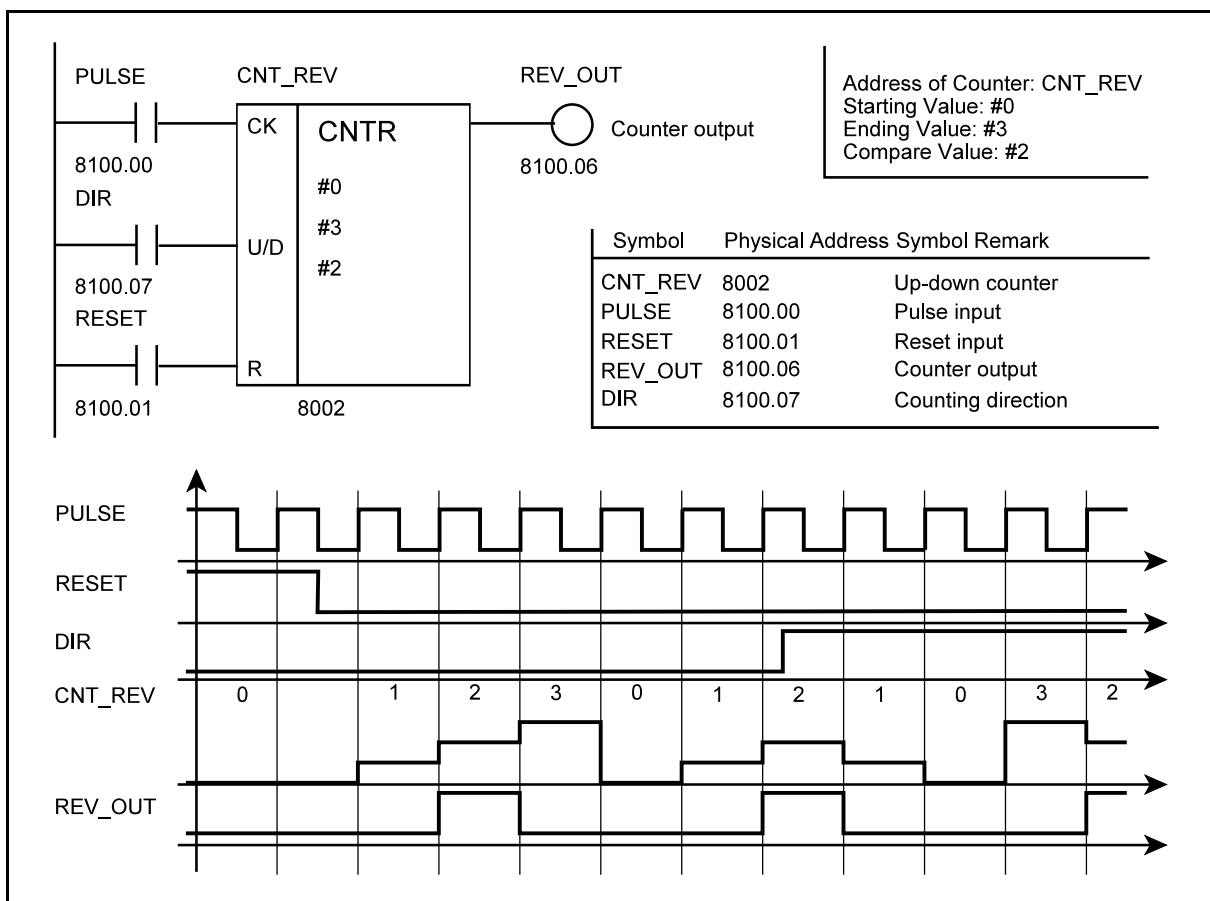 PULSE CNT_REV REV_OUT
CK CNTR Counter output
8100.00 8100.06
#0
DIR
#3
U/D
#2
8100.07
RESET
R
8100.01 8002
Address of Counter: CNT_REV
Starting Value: #0
Ending Value: #3
Compare Value: #2
Symbol Physical Address Symbol Remark
CNT_REV 8002 Up-down counter
PULSE 8100.00 Pulse input
RESET 8100.01 Reset input
REV_OUT 8100.06 Counter output
DIR 8100.07 Counting direction
PULSE
RESET
DIR
CNT_REV 0 1 2 3 0 1 2 1 0 3 2
REV_OUT